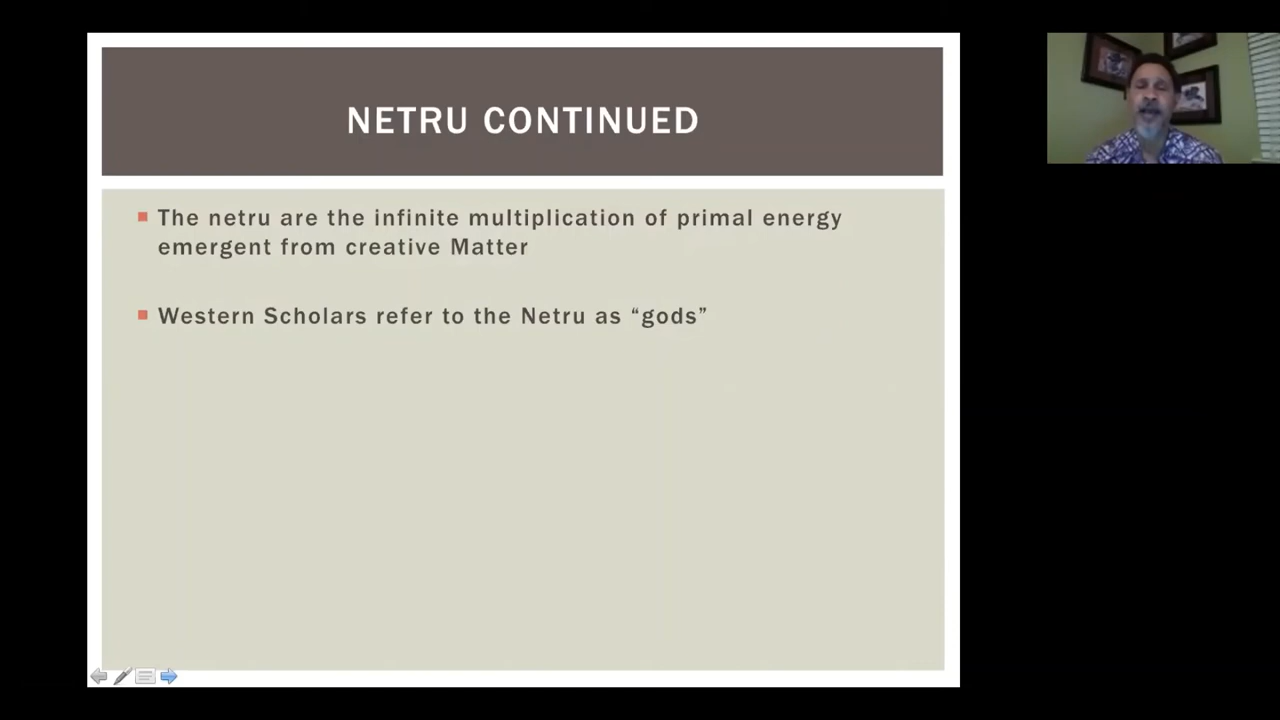 NETRU CONTINUED
The netru are the infinite multiplication of primal energy
emergent from creative Matter
Western Scholars refer to the Netru as “gods”